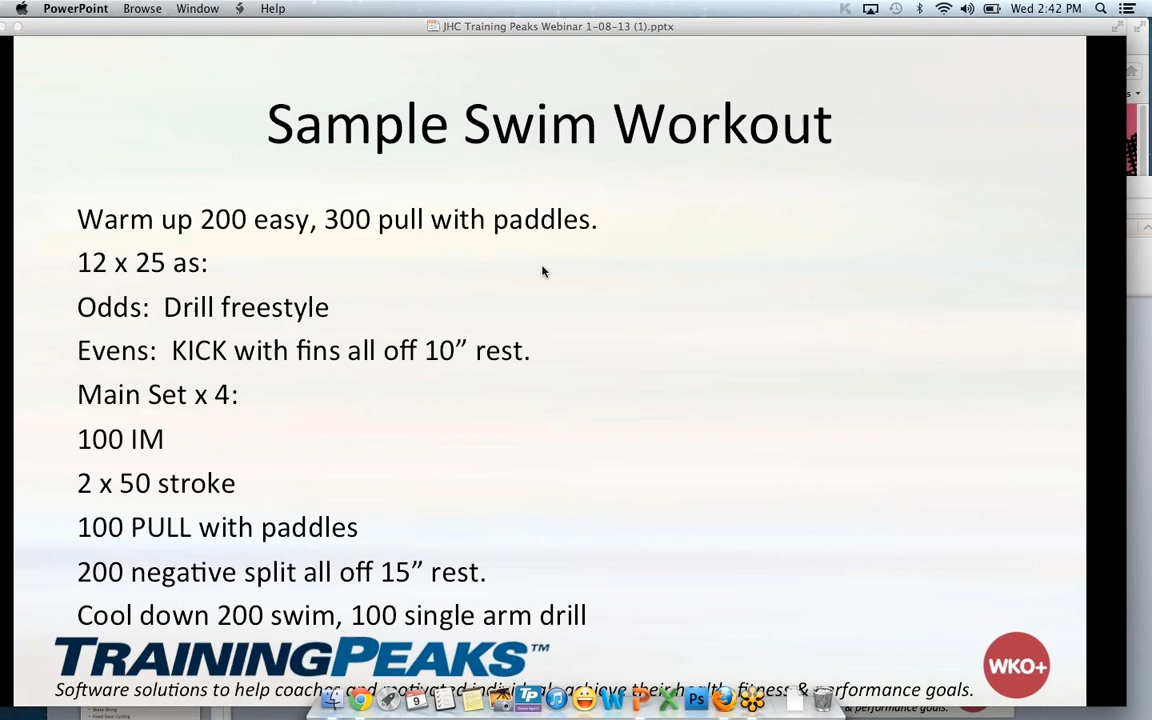 PowerPoint Browse Window Help Wed 2:42 PM
JHC Training Peaks Webinar 1-08-13 (1).pptx
Sample Swim Workout
Warm up 200 easy, 300 pull with paddles.
12 x 25 as:
Odds: Drill freestyle
Evens: KICK with fins all off 10” rest.
Main Set x 4:
100 IM
2 x 50 stroke
100 PULL with paddles
200 negative split all off 15” rest.
Cool down 200 swim, 100 single arm drill
TRAININGPEAKS™
WKO+
Software solutions to help coaches and motivated individuals achieve their health, fitness & performance goals.
& performance goals.